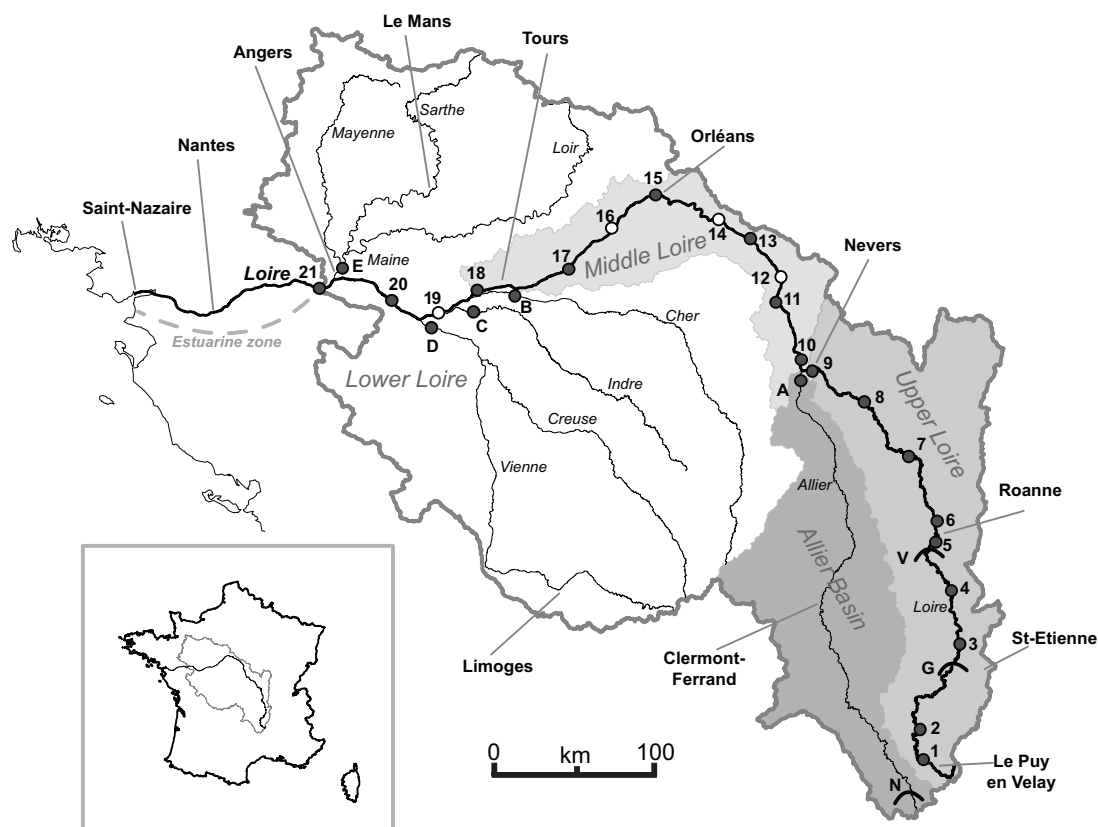 Le Mans
Tours
Angers
Sarthe
Mayenne
Orléans
Nantes
Loir
15
Saint-Nazaire
16
14
13
Nevers
E
Maine
17
Middle Loire
Loire
21
18
12
20
19
B
11
C
Cher
Estuarine zone
D
10
9
Lower Loire
A
8
Upper Loire
Indre
Creuse
7
Vienne
Allier
Roanne
6
5
V
Allier Basin
4
Loire
3
St-Etienne
Limoges
Clermont-
Ferrand
G
2
1
Le Puy
en Velay
0 km 100
N